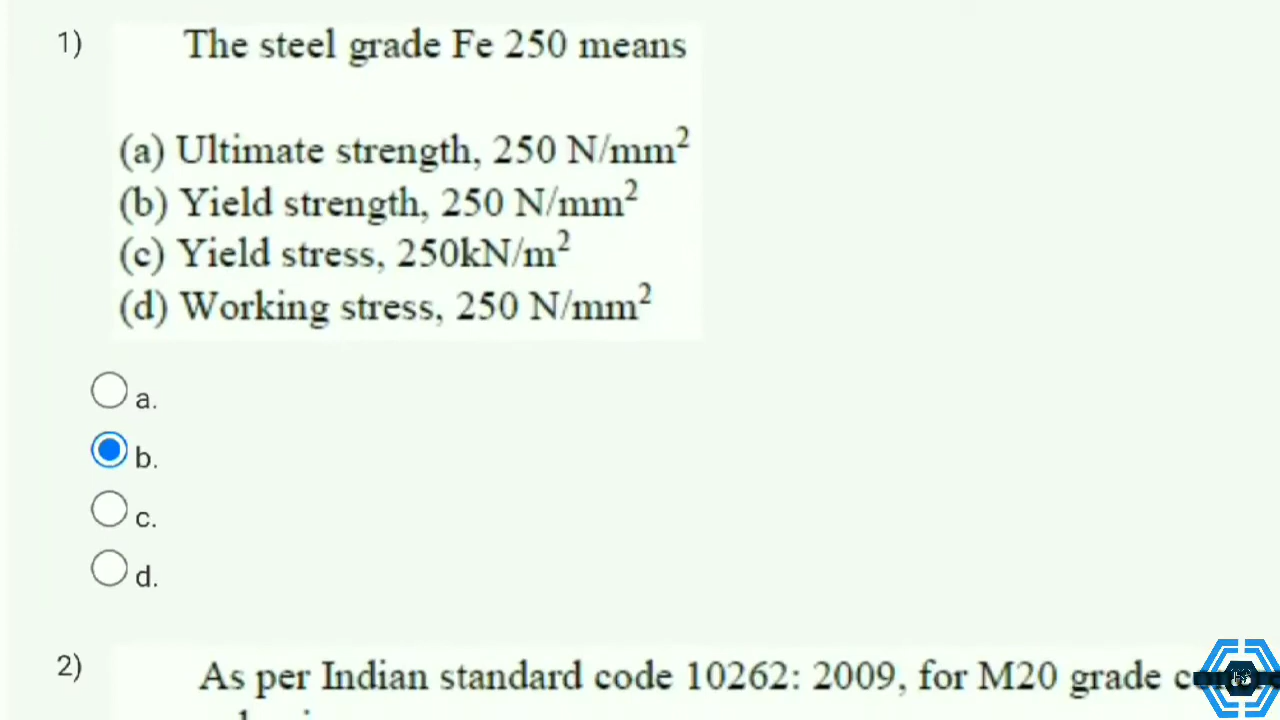 1) The steel grade Fe 250 means
(a) Ultimate strength, 250 N/mm²
(b) Yield strength, 250 N/mm²
(c) Yield stress, 250kN/m²
(d) Working stress, 250 N/mm²
a.
b.
c.
d.
2) As per Indian standard code 10262: 2009, for M20 grade